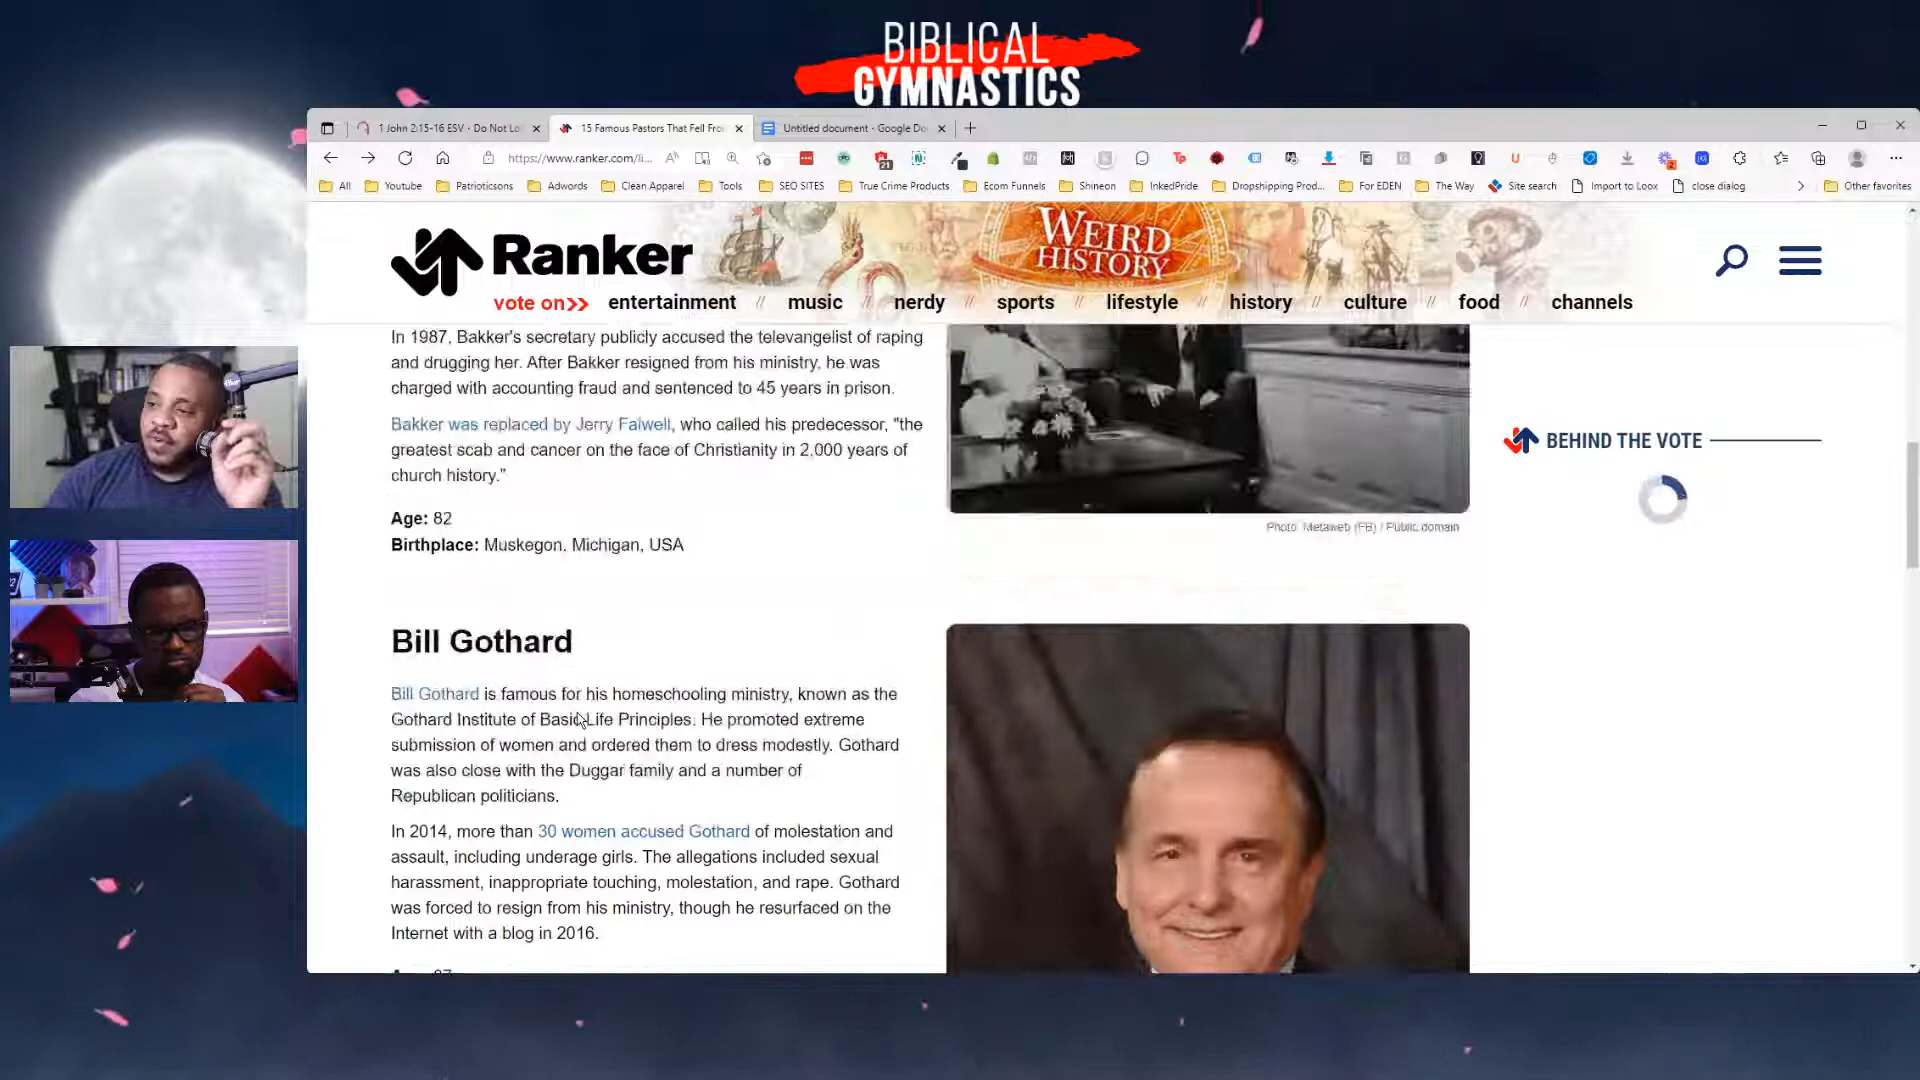 BIBLICAL
GYMNASTICS
1 John 2:15-16 ESV - Do Not Lo
15 Famous Pastors That Fell Fro
Untitled document - Google Do
https://www.ranker.com/li...
21
2
All
Youtube
Patrioticsons
Adwords
Clean Apparel
Tools
SEO SITES
True Crime Products
Ecom Funnels
Shineon
InkedPride
Dropshipping Prod...
For EDEN
The Way
Site search
Import to Loox
close dialog
Other favorites
Ranker
WEIRD
HISTORY
vote on>> entertainment // music // nerdy // sports // lifestyle // history // culture // food // channels
In 1987, Bakker's secretary publicly accused the televangelist of raping
and drugging her. After Bakker resigned from his ministry, he was
charged with accounting fraud and sentenced to 45 years in prison.
Bakker was replaced by Jerry Falwell, who called his predecessor, "the
greatest scab and cancer on the face of Christianity in 2,000 years of
church history."
Age: 82
Birthplace: Muskegon, Michigan, USA
Photo: Metaweb (FB) / Public domain
BEHIND THE VOTE
Bill Gothard
Bill Gothard is famous for his homeschooling ministry, known as the
Gothard Institute of Basic Life Principles. He promoted extreme
submission of women and ordered them to dress modestly. Gothard
was also close with the Duggar family and a number of
Republican politicians.
In 2014, more than 30 women accused Gothard of molestation and
assault, including underage girls. The allegations included sexual
harassment, inappropriate touching, molestation, and rape. Gothard
was forced to resign from his ministry, though he resurfaced on the
Internet with a blog in 2016.